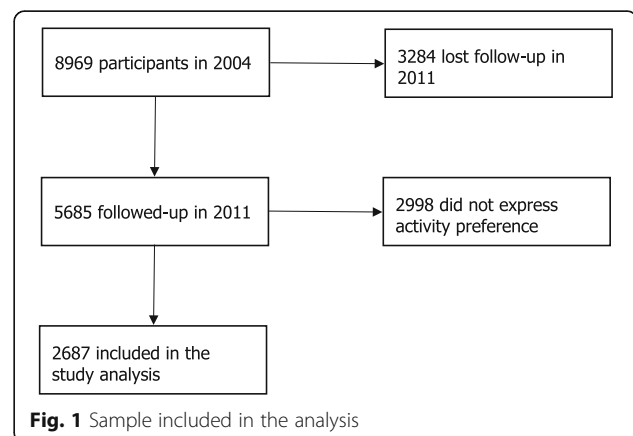 8969 participants in 2004
3284 lost follow-up in
2011
5685 followed-up in 2011
2998 did not express
activity preference
2687 included in the
study analysis
Fig. 1 Sample included in the analysis